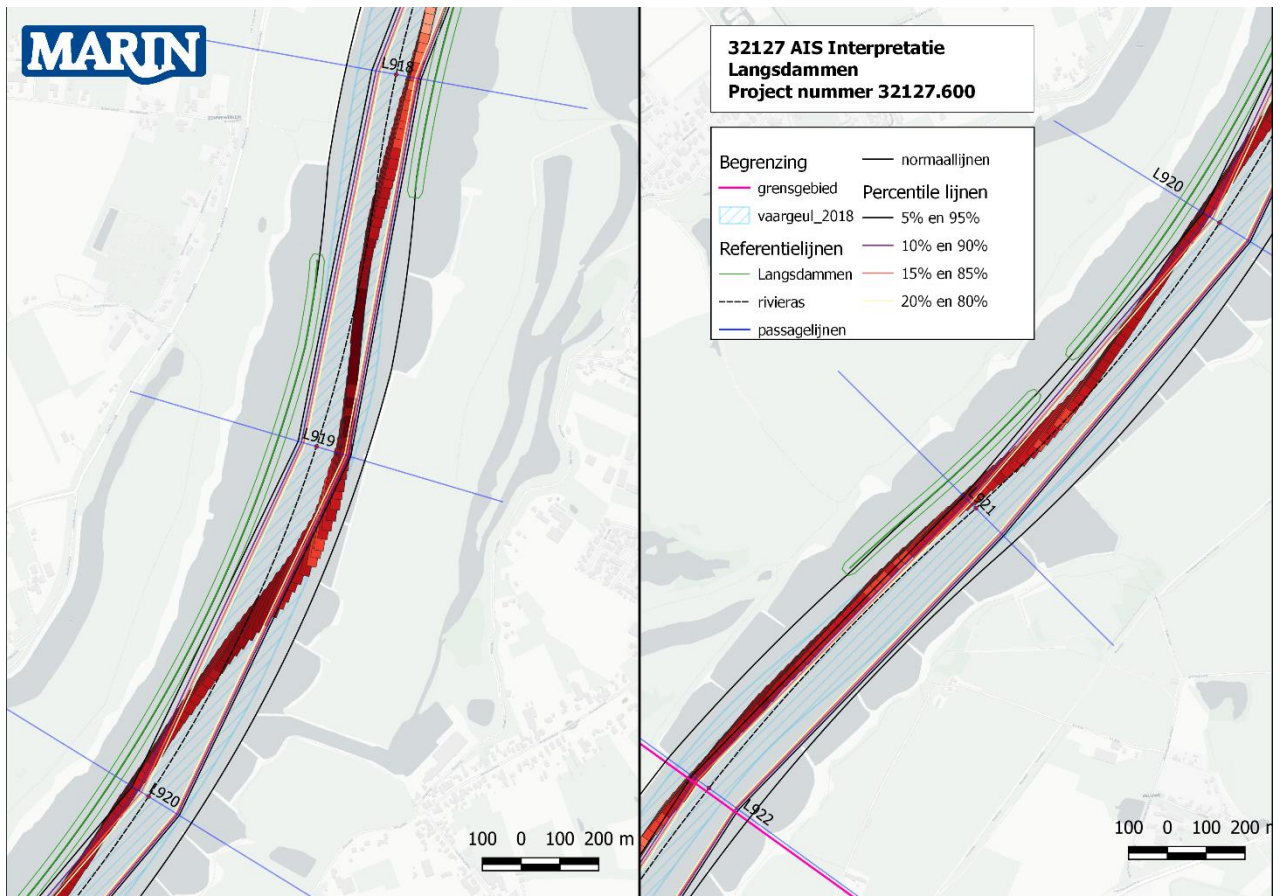 MARIN
L918
L919
L920
32127 AIS Interpretatie
Langsdammen
Project nummer 32127.600
Begrenzing
grensgebied
vaargeul_2018
Referentielijnen
Langsdammen
rivieras
passagelijnen
normaallijnen
Percentile lijnen
5% en 95%
10% en 90%
15% en 85%
20% en 80%
L920
L921
L922
100 0 100 200 m
100 0 100 200 m